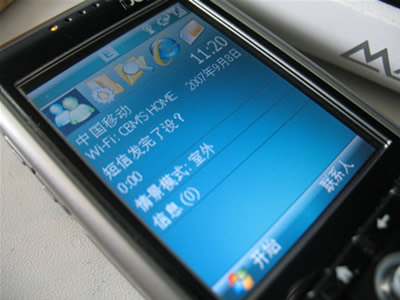 11:20
2007年9月8日
中国移动
Wi-Fi: CBMS HOME
短信发完了没?
0:00
情景模式: 室外
信息 (0)
开始
联系人